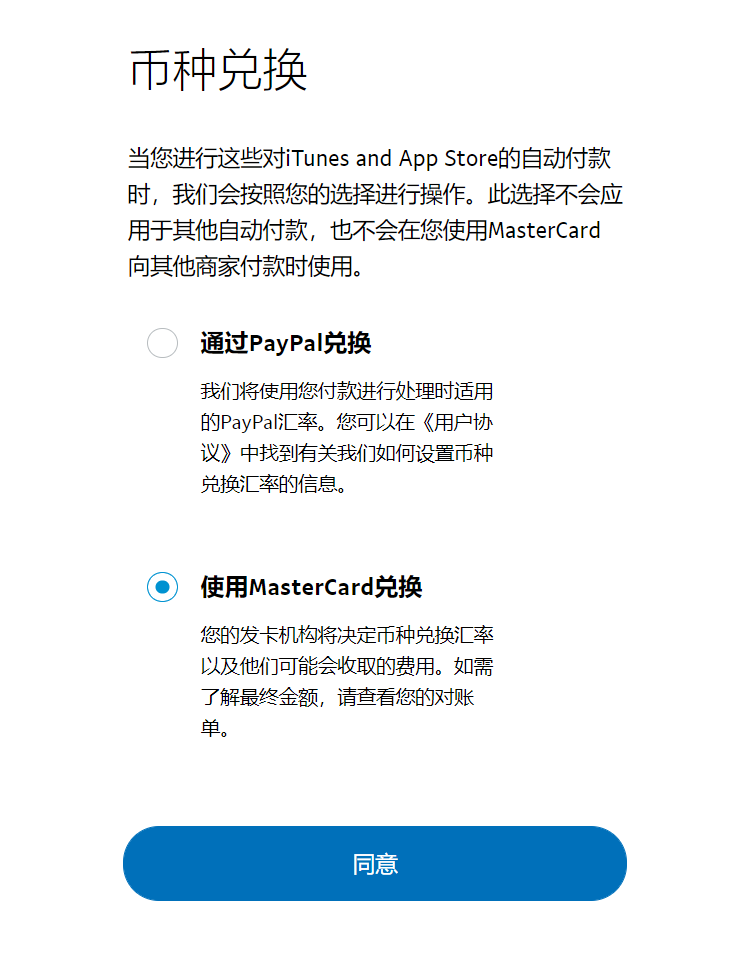 币种兑换
当您进行这些对iTunes and App Store的自动付款
时，我们会按照您的选择进行操作。此选择不会应
用于其他自动付款，也不会在您使用MasterCard
向其他商家付款时使用。
通过PayPal兑换
我们将使用您付款进行处理时适用
的PayPal汇率。您可以在《用户协
议》中找到有关我们如何设置币种
兑换汇率的信息。
使用MasterCard兑换
您的发卡机构将决定币种兑换汇率
以及他们可能会收取的费用。如需
了解最终金额，请查看您的对账
单。
同意